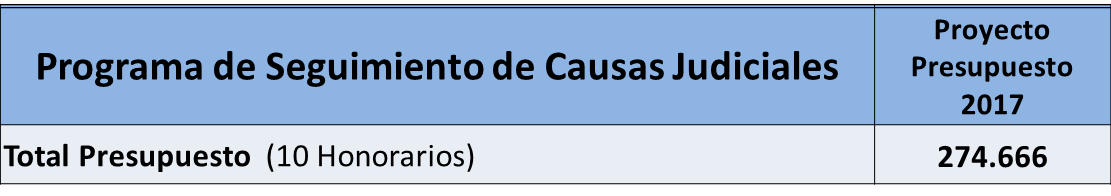 Programa de Seguimiento de Causas Judiciales
Proyecto
Presupuesto
2017
Total Presupuesto (10 Honorarios)
274.666